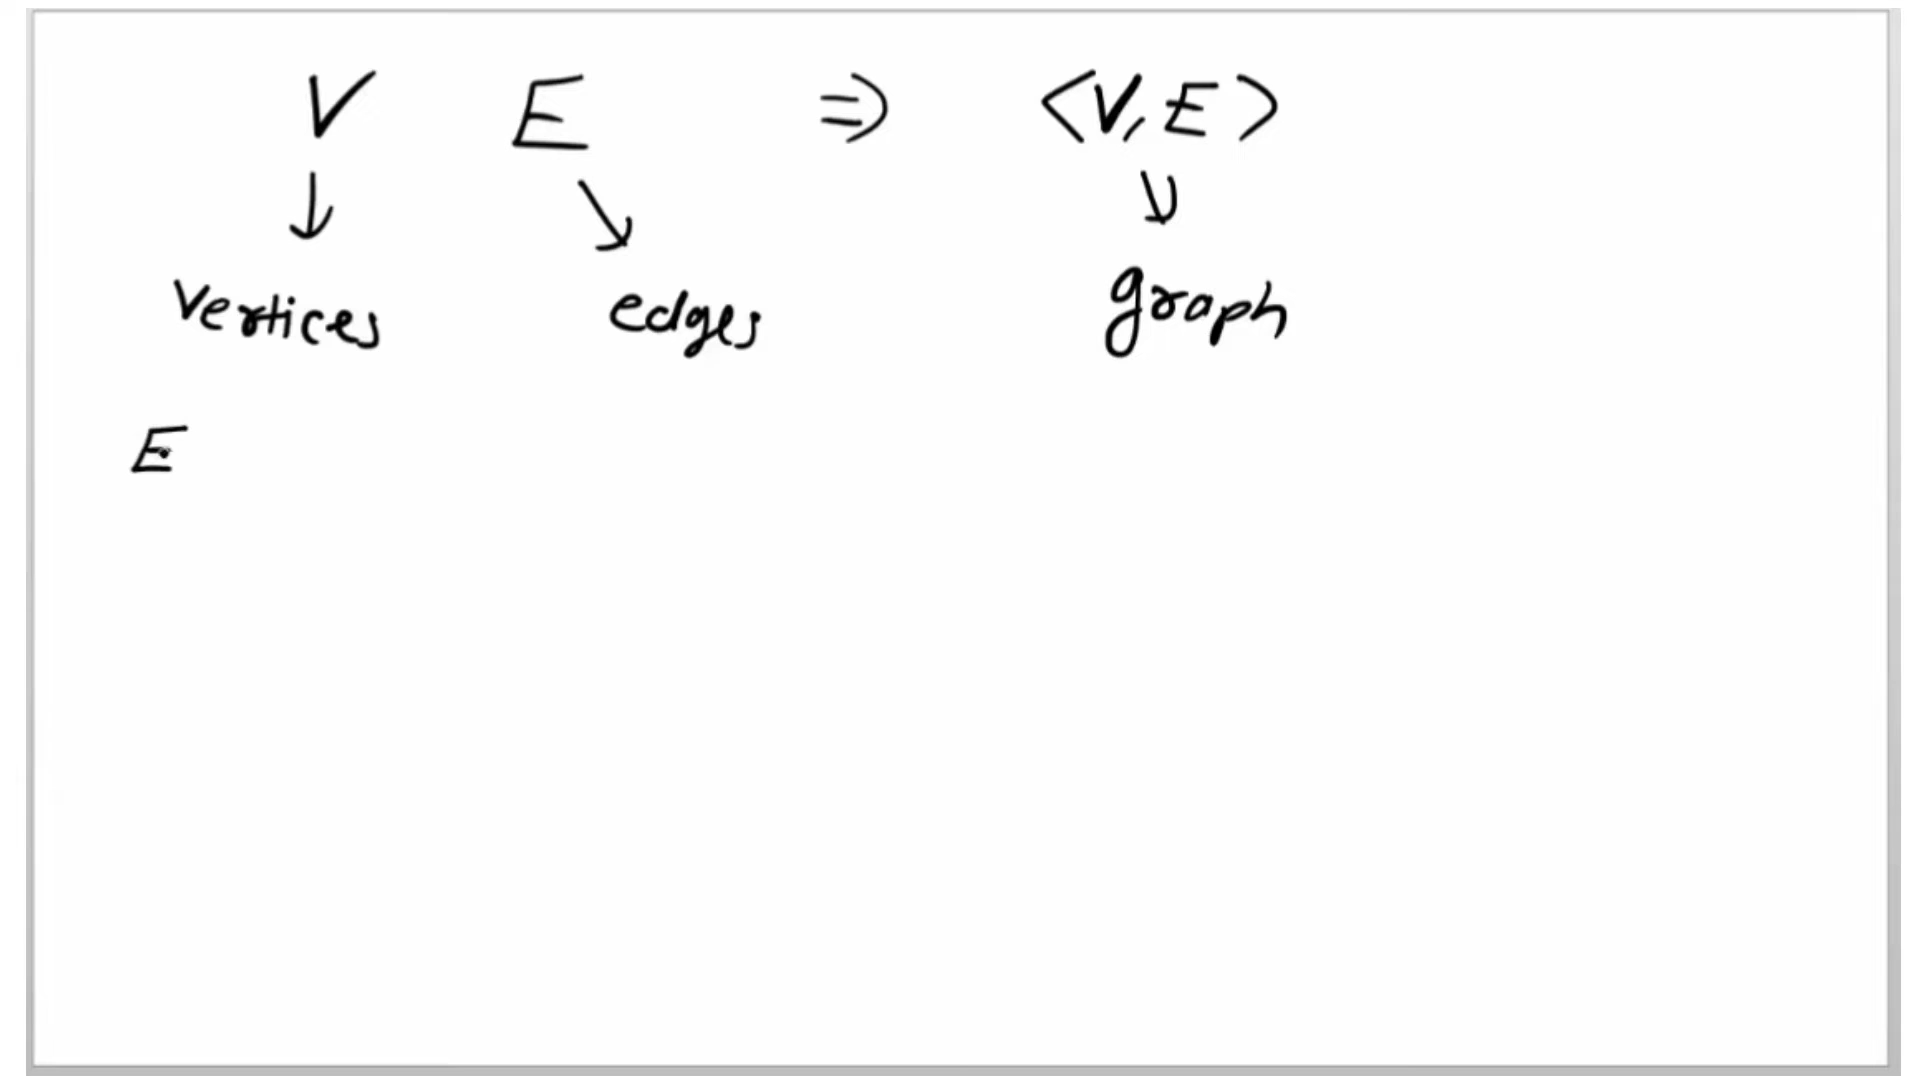 V E ⇒ <V, E>
↓ ↘ ↓
Vertices edges graph
E